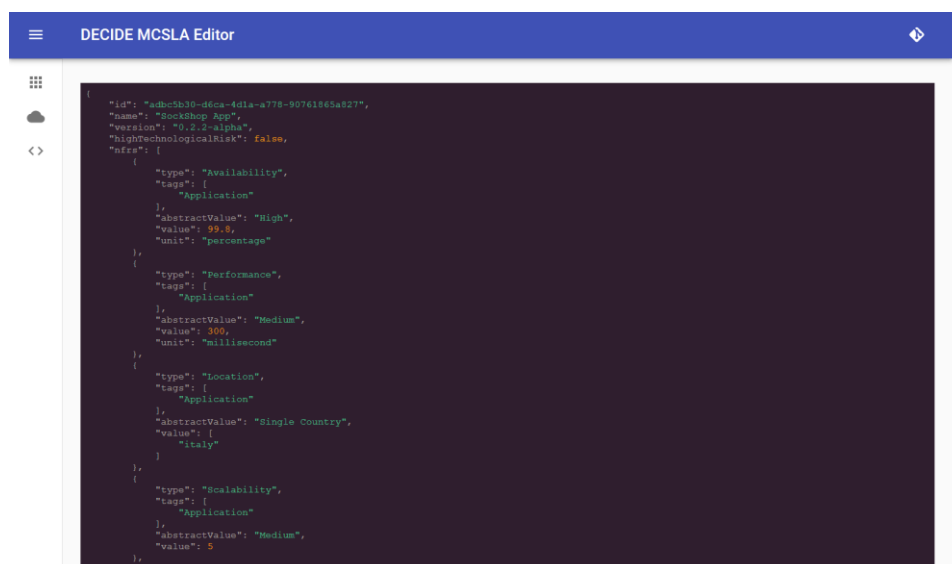 DECIDE MCSLA Editor
{
"id": "adbc5b30-d6ca-4d1a-a778-90761865a827",
"name": "SockShop App",
"version": "0.2.2-alpha",
"highTechnologicalRisk": false,
"nfrs": [
{
"type": "Availability",
"tags": [
"Application"
],
"abstractValue": "High",
"value": 99.8,
"unit": "percentage"
},
{
"type": "Performance",
"tags": [
"Application"
],
"abstractValue": "Medium",
"value": 300,
"unit": "millisecond"
},
{
"type": "Location",
"tags": [
"Application"
],
"abstractValue": "Single Country",
"value": [
"italy"
]
},
{
"type": "Scalability",
"tags": [
"Application"
],
"abstractValue": "Medium",
"value": 5
},